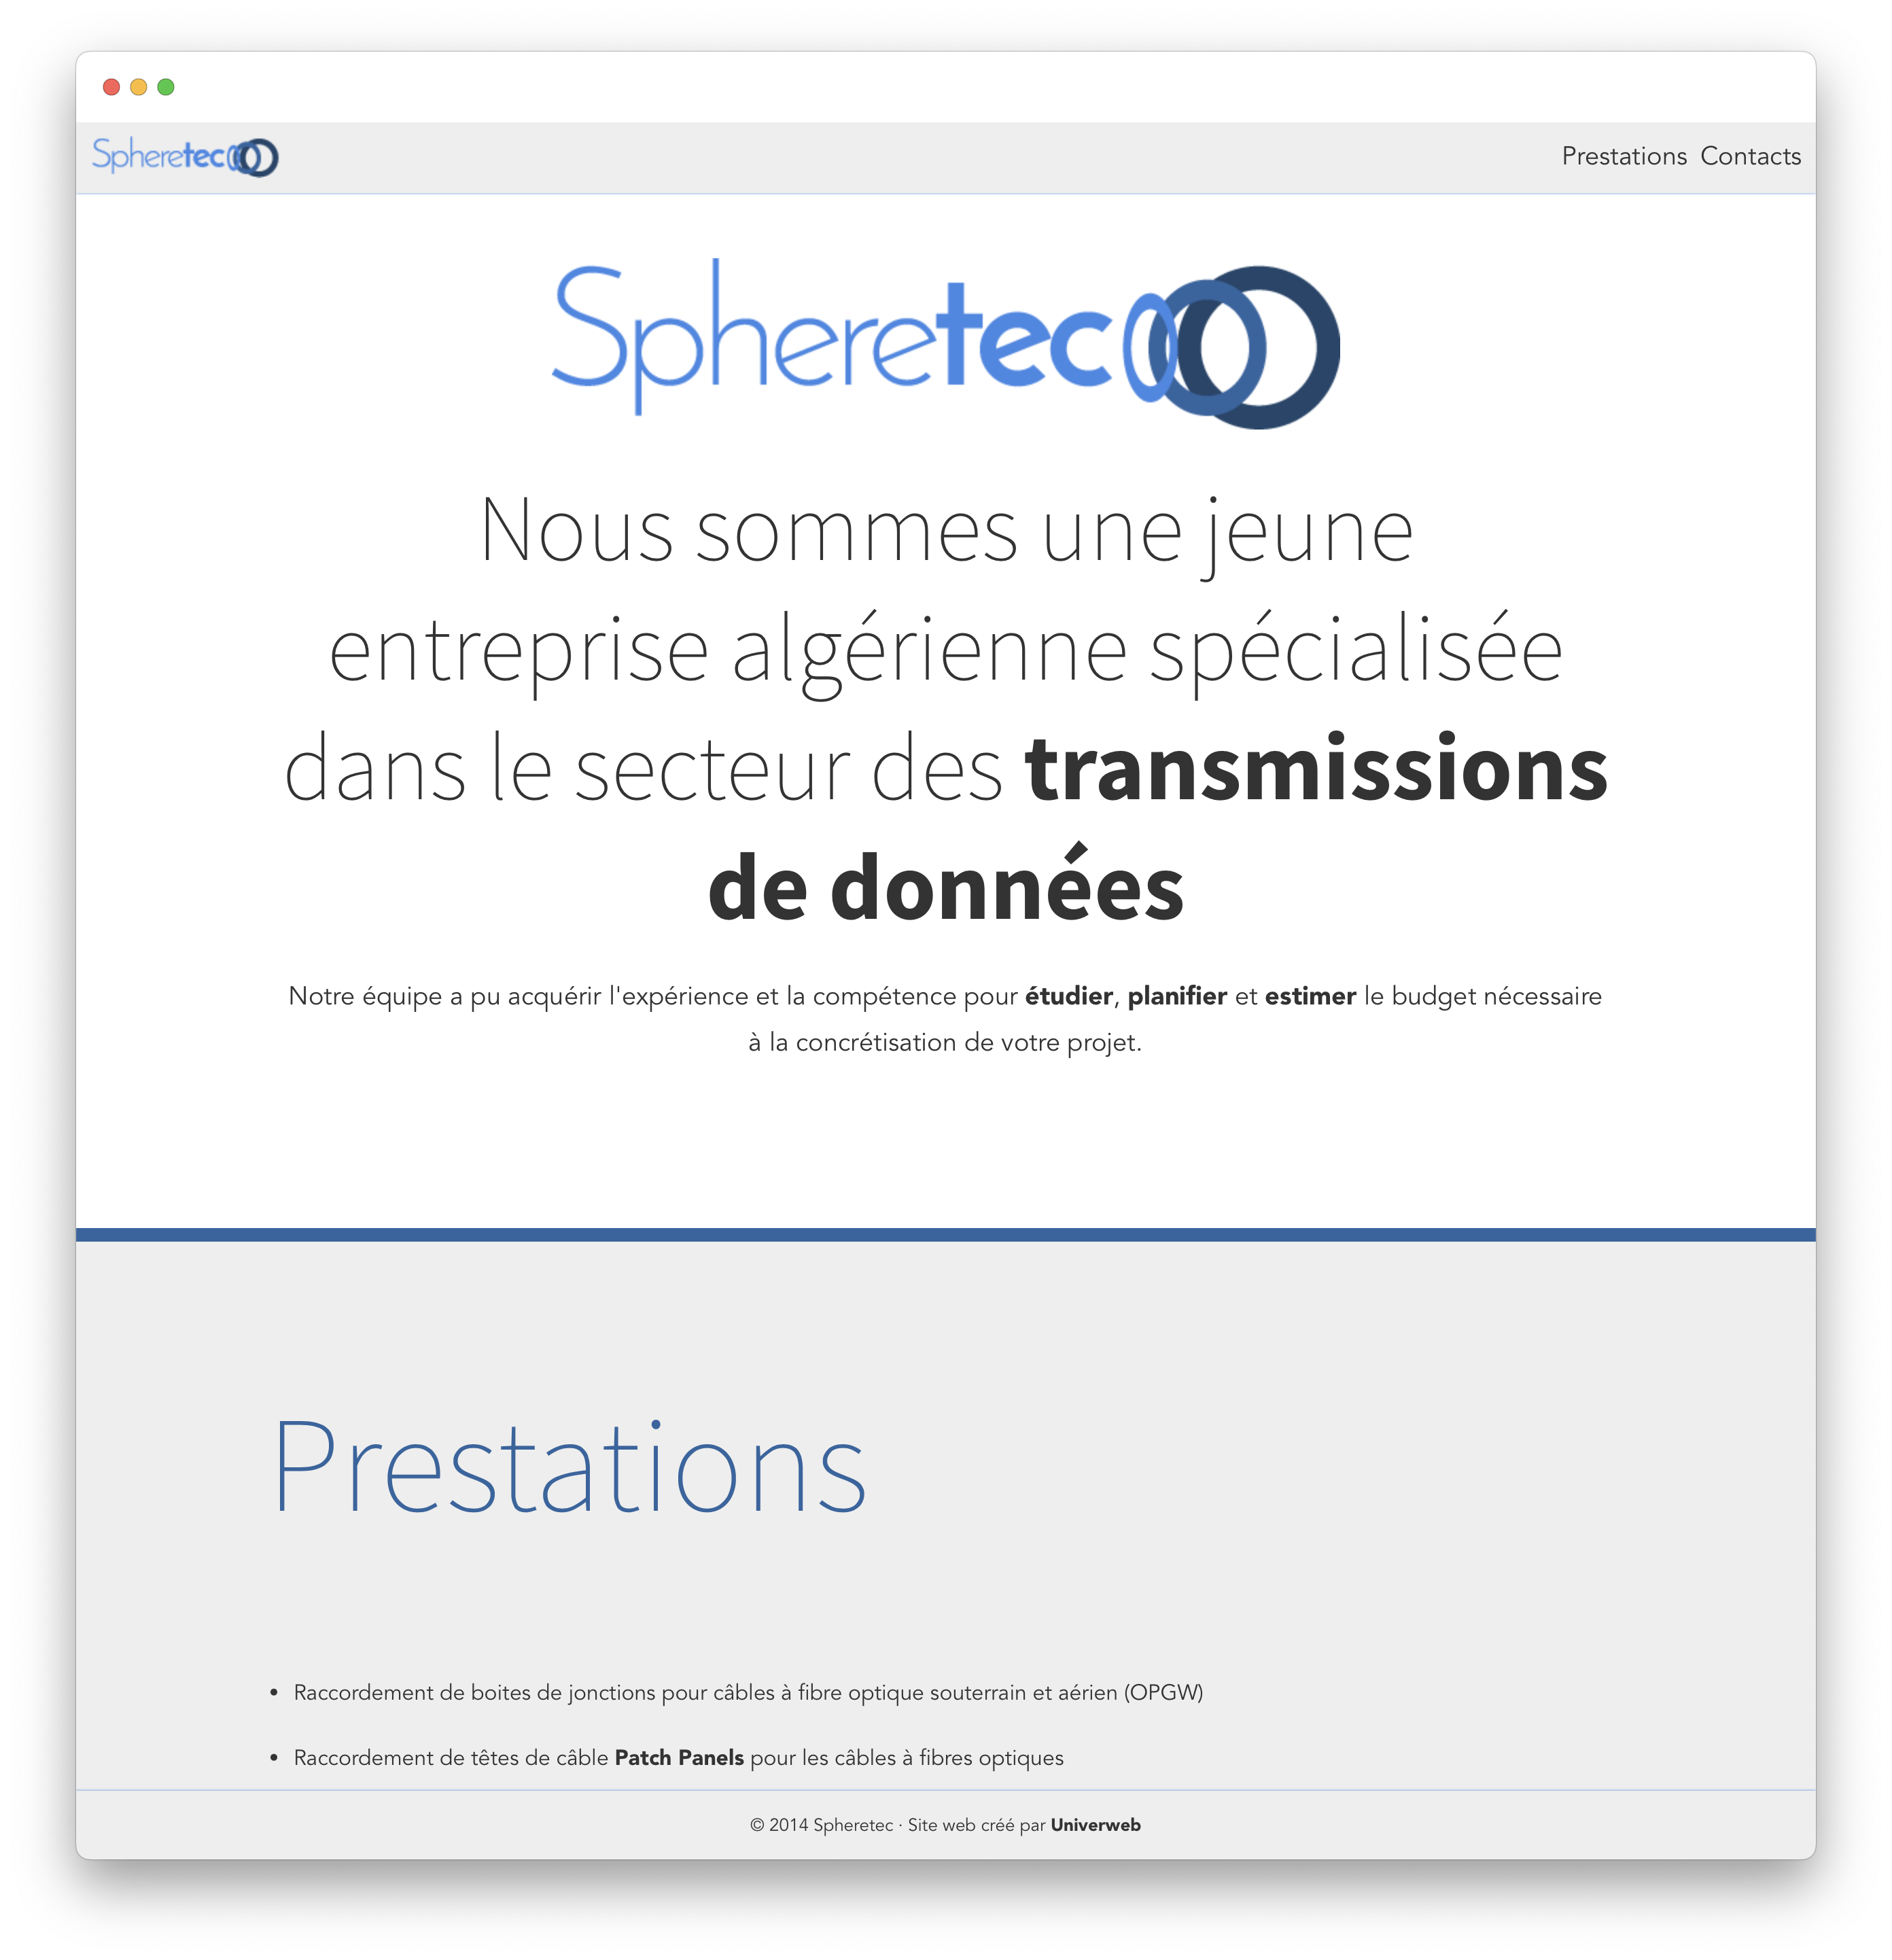 Spheretec
Prestations Contacts
Spheretec
Nous sommes une jeune
entreprise algérienne spécialisée
dans le secteur des transmissions
de données
Notre équipe a pu acquérir l'expérience et la compétence pour étudier, planifier et estimer le budget nécessaire
à la concrétisation de votre projet.
Prestations
• Raccordement de boites de jonctions pour câbles à fibre optique souterrain et aérien (OPGW)
• Raccordement de têtes de câble Patch Panels pour les câbles à fibres optiques
© 2014 Spheretec · Site web créé par Univerweb